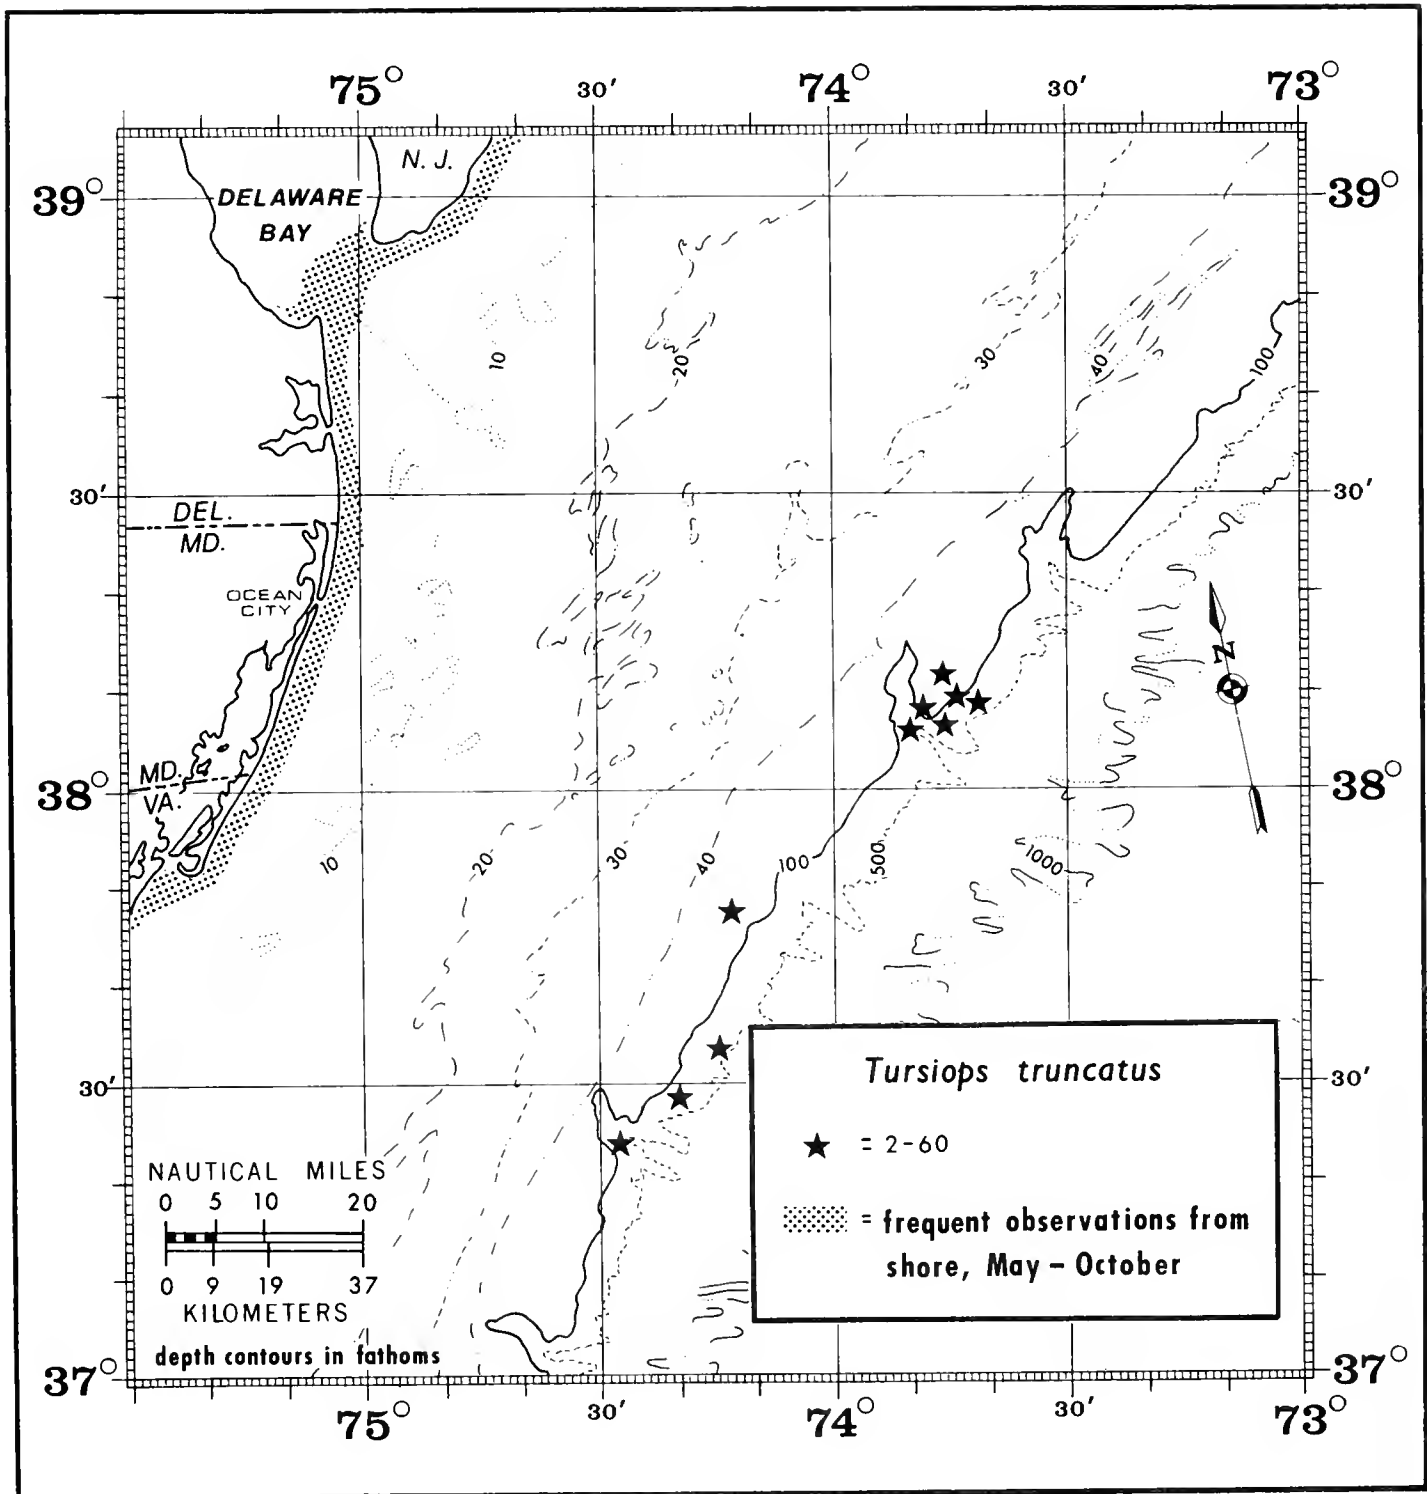 75° 30′ 74° 30′ 73°
N. J.
39° 39°
DELAWARE
BAY
10 20 30 40 100
30′ 30′
DEL.
MD.
OCEAN
CITY
N
MD.
VA.
38° 38°
10 20 30 40 100 500 1000
30′ 30′
Tursiops truncatus
★ = 2-60
= frequent observations from
shore, May – October
NAUTICAL MILES
0 5 10 20
0 9 19 37
KILOMETERS
depth contours in fathoms
37° 37°
75° 30′ 74° 30′ 73°